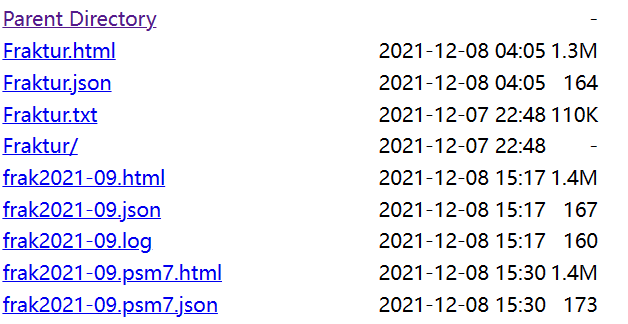 Parent Directory -
Fraktur.html 2021-12-08 04:05 1.3M
Fraktur.json 2021-12-08 04:05 164
Fraktur.txt 2021-12-07 22:48 110K
Fraktur/ 2021-12-07 22:48 -
frak2021-09.html 2021-12-08 15:17 1.4M
frak2021-09.json 2021-12-08 15:17 167
frak2021-09.log 2021-12-08 15:17 160
frak2021-09.psm7.html 2021-12-08 15:30 1.4M
frak2021-09.psm7.json 2021-12-08 15:30 173